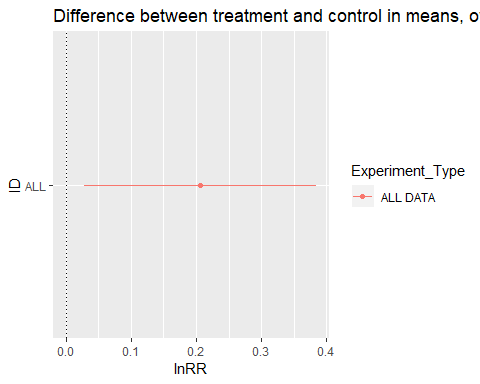 Difference between treatment and control in means, o
ID
ALL
0.0 0.1 0.2 0.3 0.4
lnRR
Experiment_Type
ALL DATA